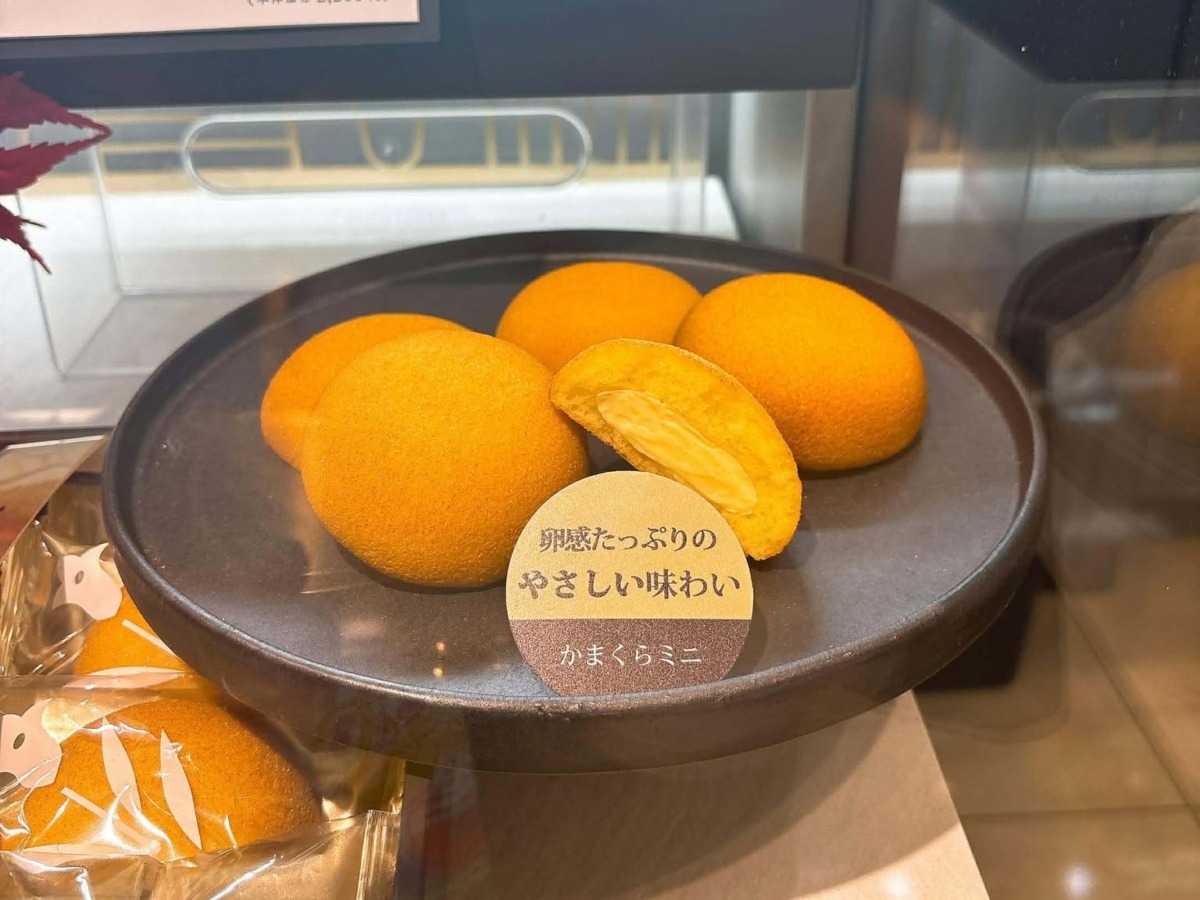 卵感たっぷりの
やさしい味わい
かまくらミニ